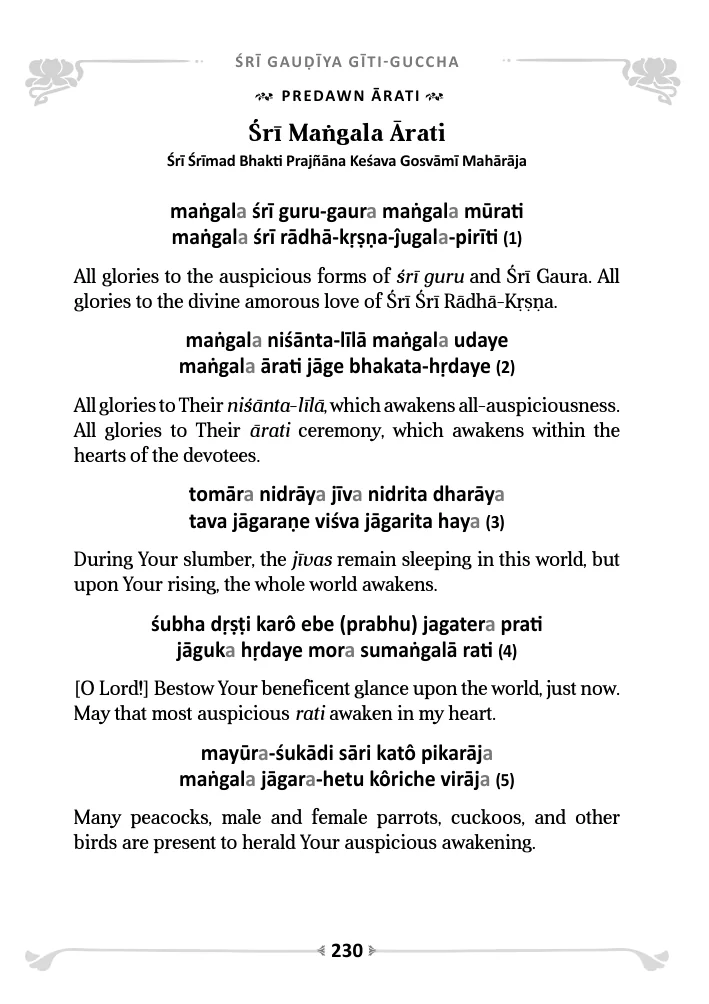 ŚRĪ GAUḌĪYA GĪTI-GUCCHA
PREDAWN ĀRATI
Śrī Maṅgala Ārati
Śrī Śrīmad Bhakti Prajñāna Keśava Gosvāmī Mahārāja
maṅgala śrī guru-gaura maṅgala mūrati
maṅgala śrī rādhā-kṛṣṇa-ĵugala-pirīti (1)
All glories to the auspicious forms of śrī guru and Śrī Gaura. All
glories to the divine amorous love of Śrī Śrī Rādhā-Kṛṣṇa.
maṅgala niśānta-līlā maṅgala udaye
maṅgala ārati jāge bhakata-hṛdaye (2)
All glories to Their niśānta-līlā, which awakens all-auspiciousness.
All glories to Their ārati ceremony, which awakens within the
hearts of the devotees.
tomāra nidrāya jīva nidrita dharāya
tava jāgaraṇe viśva jāgarita haya (3)
During Your slumber, the jīvas remain sleeping in this world, but
upon Your rising, the whole world awakens.
śubha dṛṣṭi karô ebe (prabhu) jagatera prati
jāguka hṛdaye mora sumaṅgalā rati (4)
[O Lord!] Bestow Your beneficent glance upon the world, just now.
May that most auspicious rati awaken in my heart.
mayūra-śukādi sāri katô pikarāja
maṅgala jāgara-hetu kôriche virāja (5)
Many peacocks, male and female parrots, cuckoos, and other
birds are present to herald Your auspicious awakening.
230